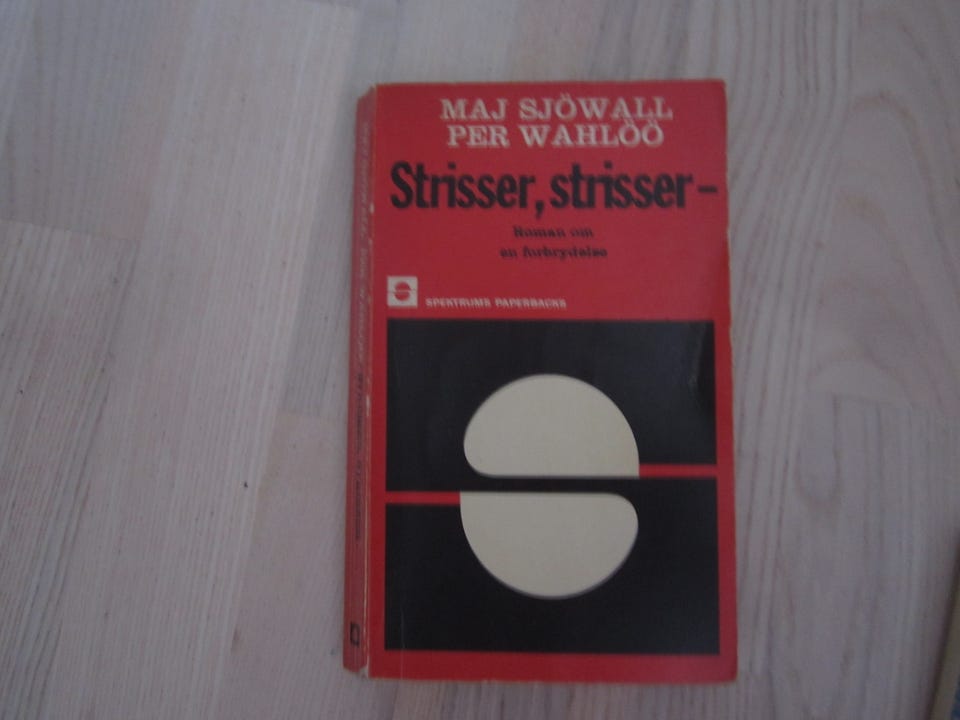 MAJ SJÖWALL
PER WAHLÖÖ
Strisser, strisser–
Roman om
en forbrydelse
SPEKTRUMS PAPERBACKS